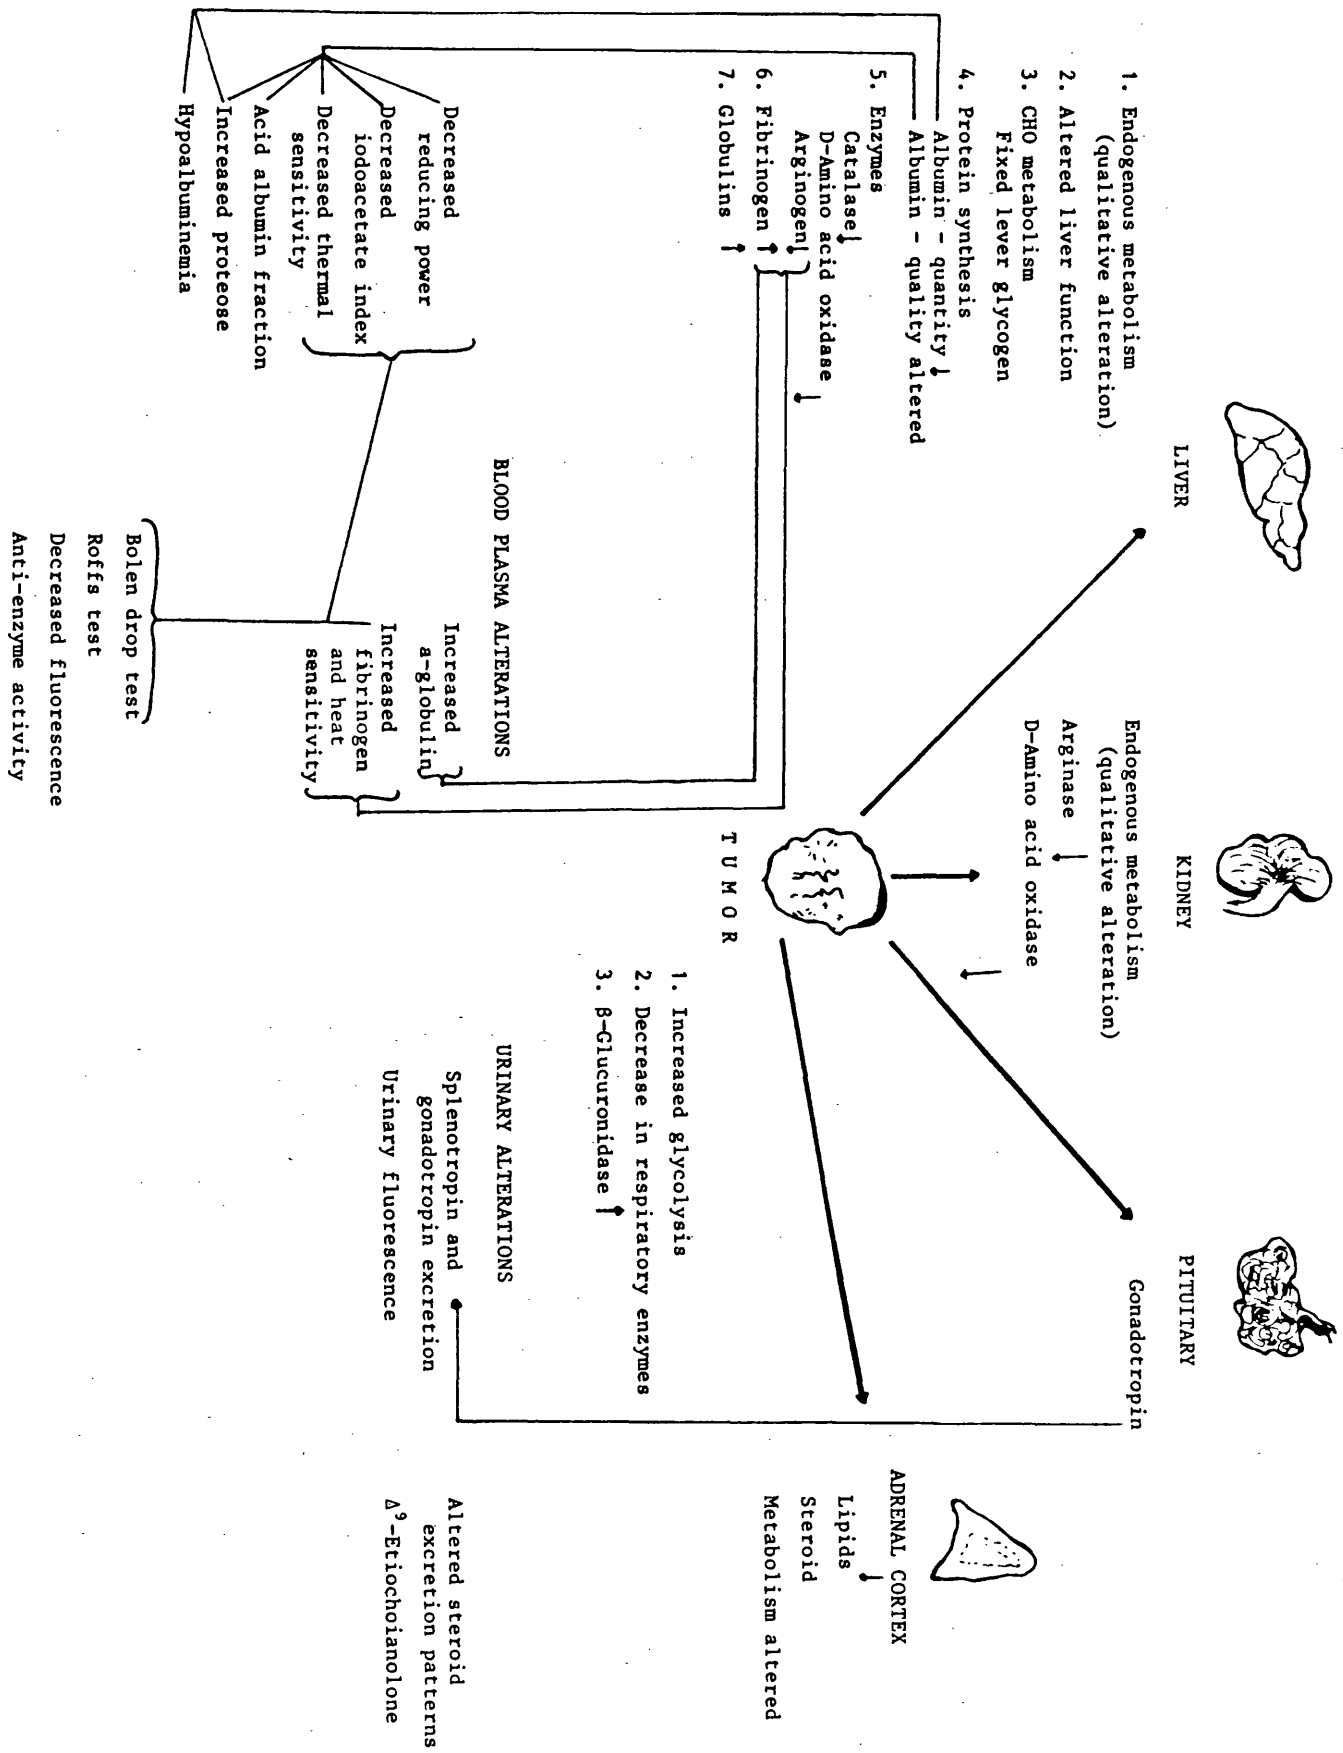 LIVER
1. Endogenous metabolism
(qualitative alteration)
2. Altered liver function
3. CHO metabolism
Fixed lever glycogen
4. Protein synthesis
Albumin - quantity ↓
Albumin - quality altered
5. Enzymes
Catalase↓
D-Amino acid oxidase ↓
Arginogen↓
6. Fibrinogen ↑
7. Globulins ↑
KIDNEY
Endogenous metabolism
(qualitative alteration)
Arginase ↓
D-Amino acid oxidase ↓
PITUITARY
Gonadotropin
ADRENAL CORTEX
Lipids ↓
Steroid
Metabolism altered
TUMOR
1. Increased glycolysis
2. Decrease in respiratory enzymes
3. β-Glucuronidase ↑
BLOOD PLASMA ALTERATIONS
Decreased
reducing power
Decreased
iodoacetate index
Decreased thermal
sensitivity
Acid albumin fraction
Increased proteose
Hypoalbuminemia
Increased
a-globulin
Increased
fibrinogen
and heat
sensitivity
Bolen drop test
Roffs test
Decreased fluorescence
Anti-enzyme activity
URINARY ALTERATIONS
Splenotropin and
gonadotropin excretion
Urinary fluorescence
Altered steroid
excretion patterns
Δ⁹-Etiochoianolone